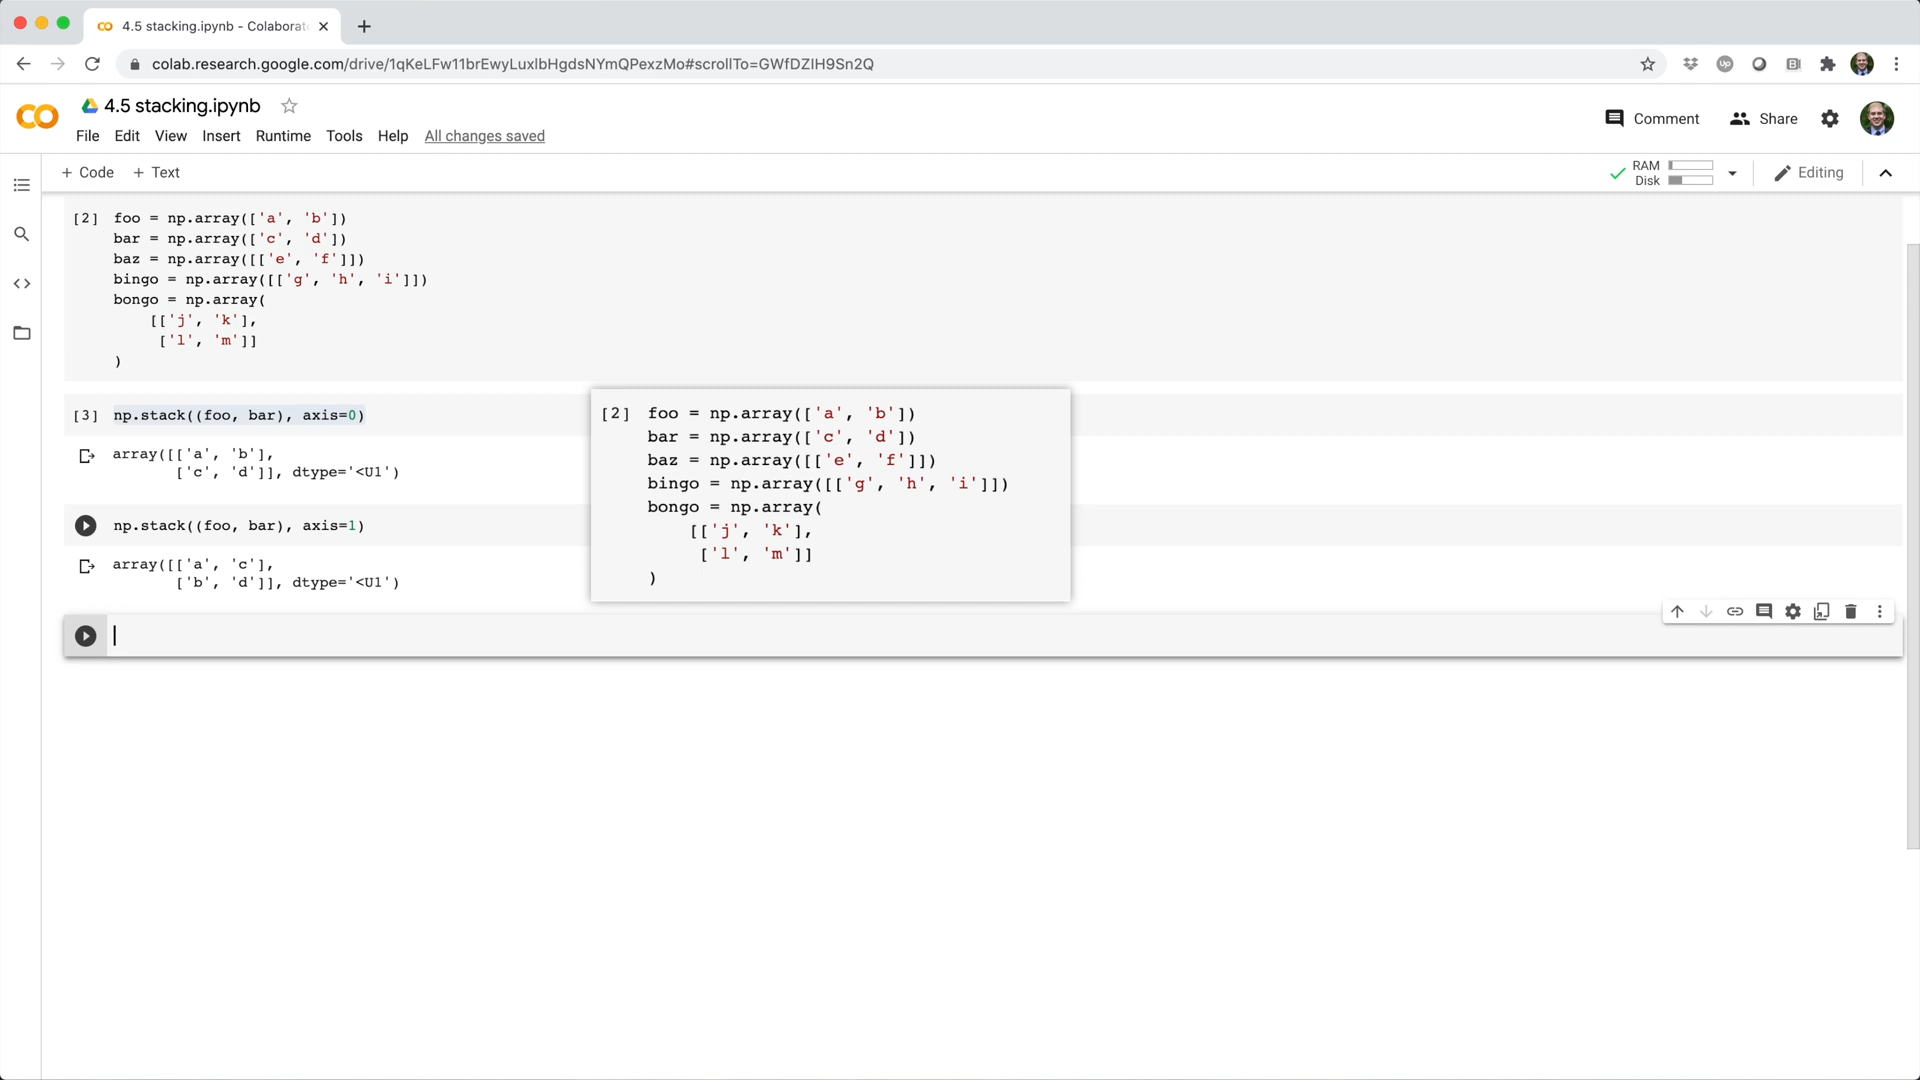 4.5 stacking.ipynb - Colaborat
colab.research.google.com/drive/1qKeLFw11brEwyLuxlbHgdsNYmQPexzMo#scrollTo=GWfDZIH9Sn2Q
4.5 stacking.ipynb
File Edit View Insert Runtime Tools Help All changes saved
Comment Share
+ Code + Text
RAM
Disk
Editing
[2] foo = np.array(['a', 'b'])
bar = np.array(['c', 'd'])
baz = np.array([['e', 'f']])
bingo = np.array([['g', 'h', 'i']])
bongo = np.array(
[['j', 'k'],
['l', 'm']]
)
[3] np.stack((foo, bar), axis=0)
array([['a', 'b'],
['c', 'd']], dtype='<U1')
np.stack((foo, bar), axis=1)
array([['a', 'c'],
['b', 'd']], dtype='<U1')
[2] foo = np.array(['a', 'b'])
bar = np.array(['c', 'd'])
baz = np.array([['e', 'f']])
bingo = np.array([['g', 'h', 'i']])
bongo = np.array(
[['j', 'k'],
['l', 'm']]
)